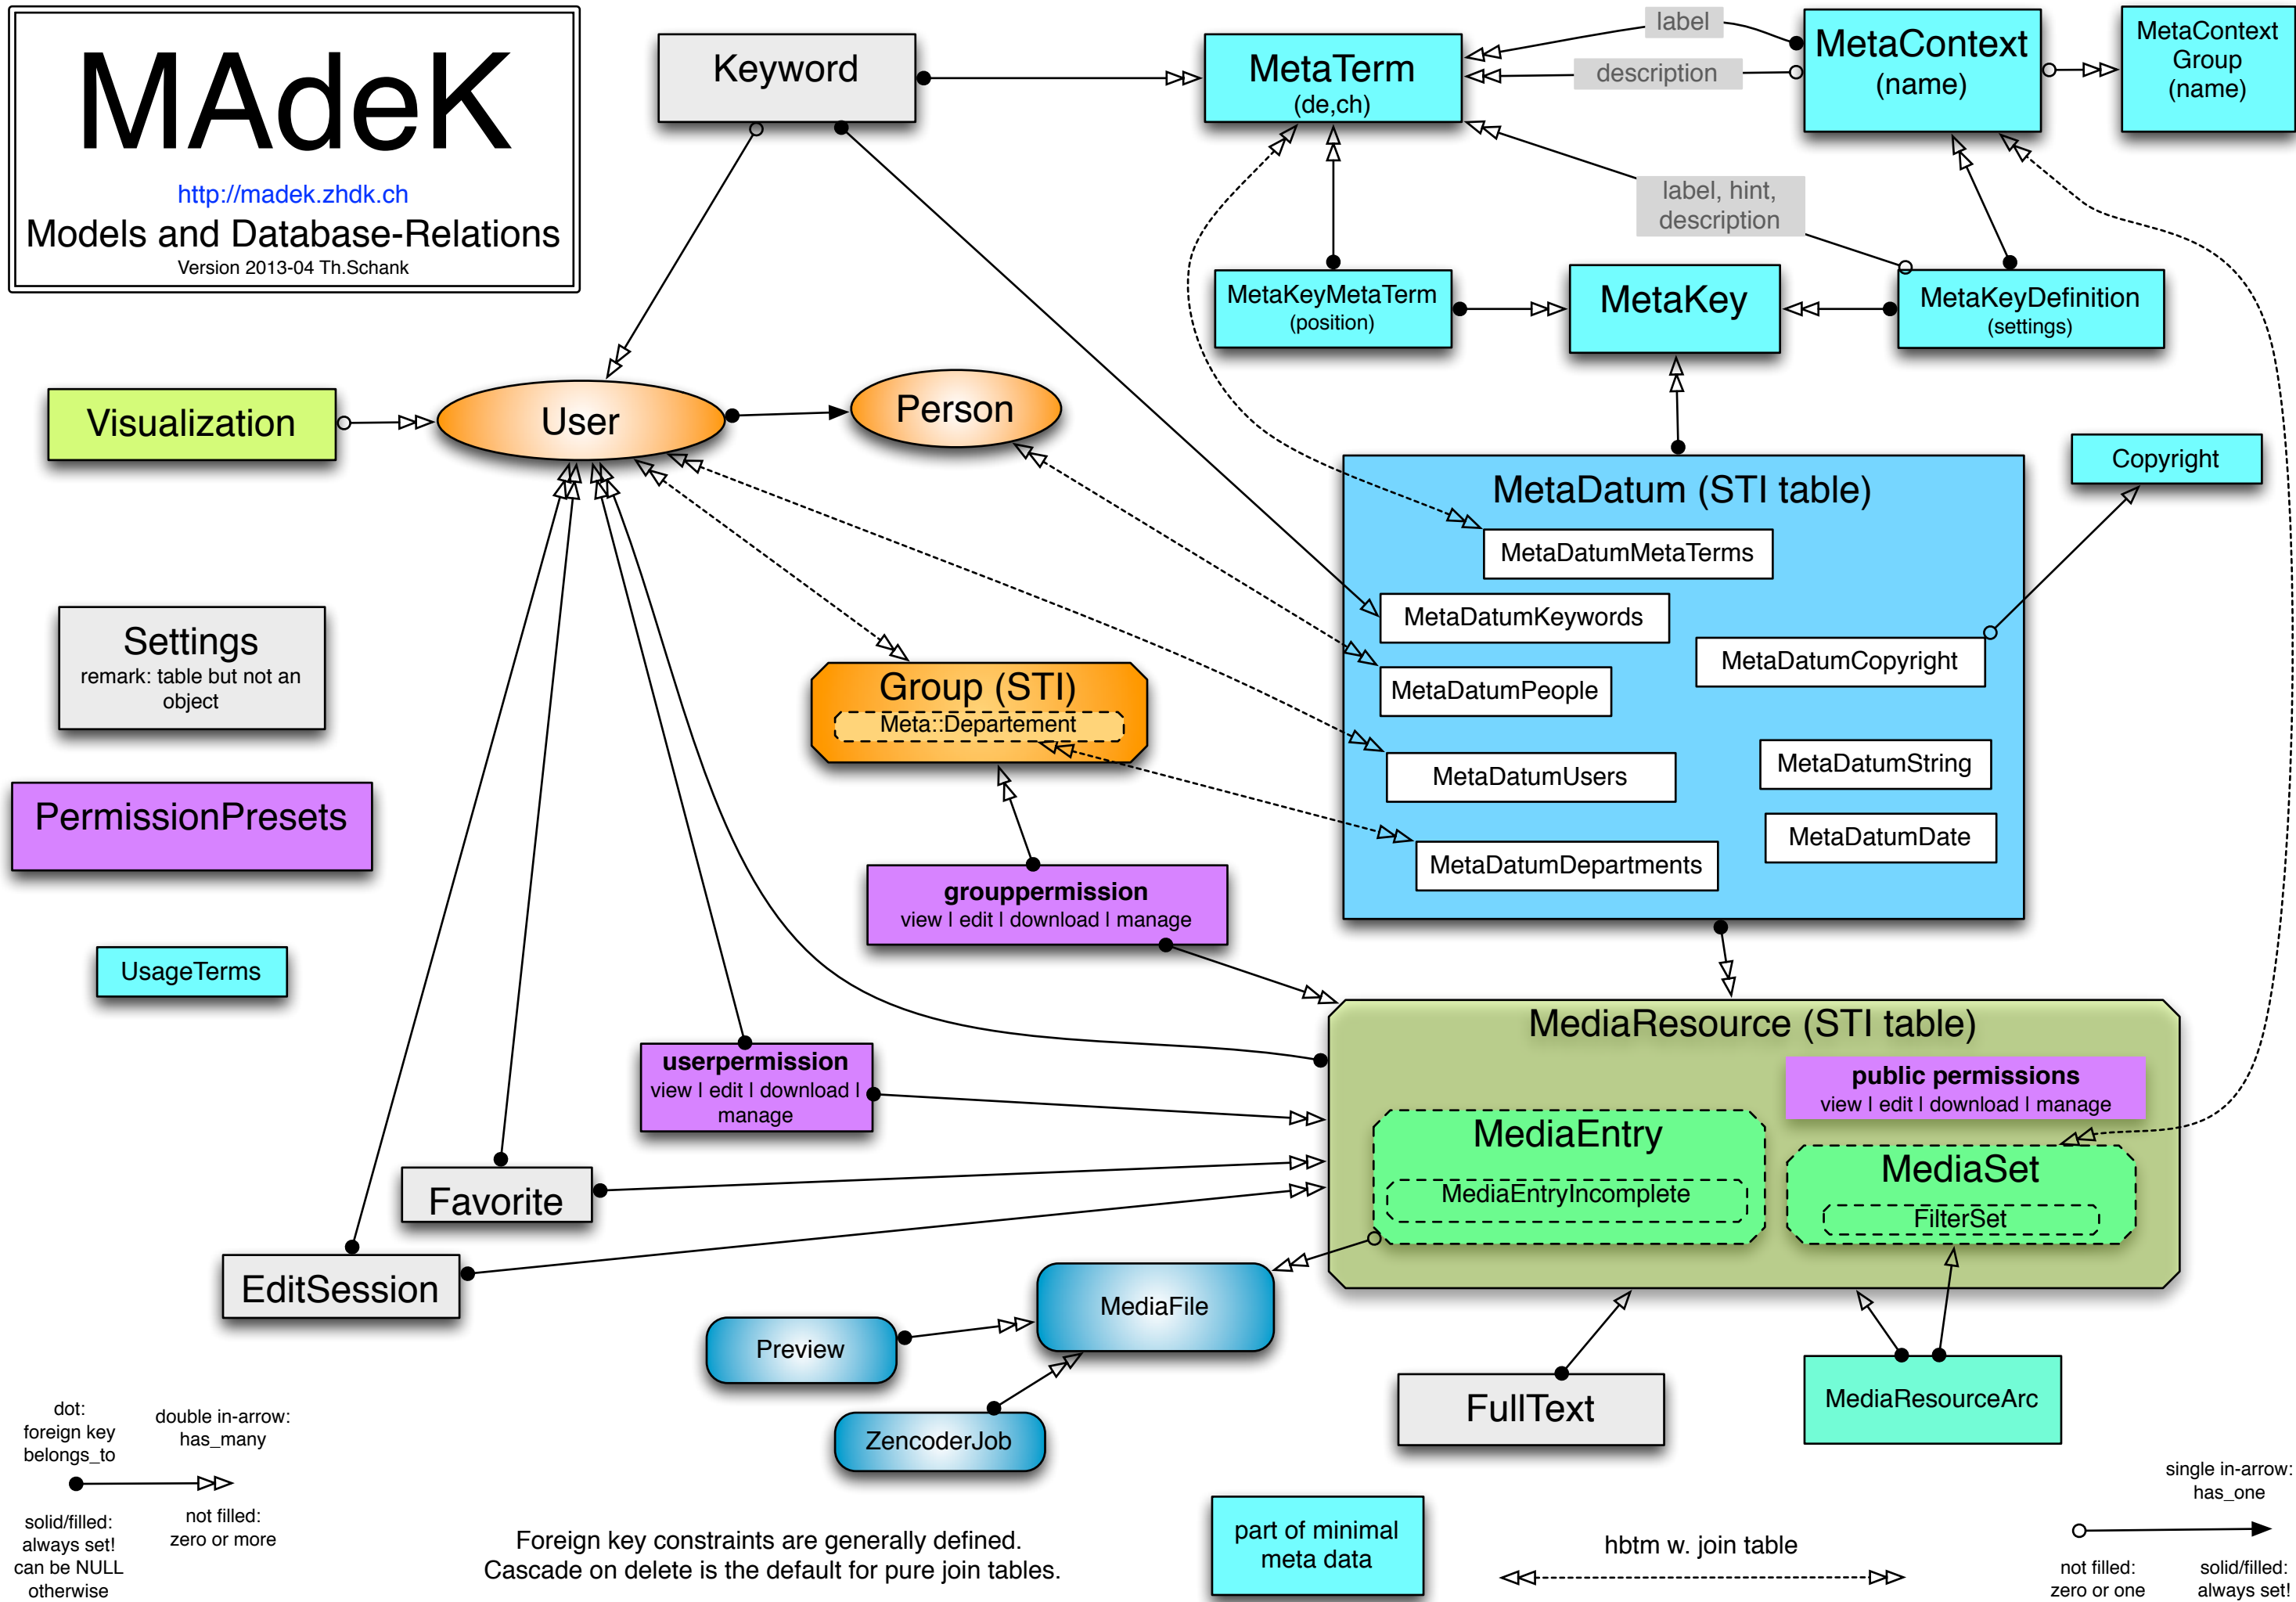 MAdeK
http://madek.zhdk.ch
Models and Database-Relations
Version 2013-04 Th.Schank
Keyword
MetaTerm
(de,ch)
label
description
MetaContext
(name)
MetaContext
Group
(name)
label, hint,
description
MetaKeyMetaTerm
(position)
MetaKey
MetaKeyDefinition
(settings)
Visualization
User
Person
Copyright
MetaDatum (STI table)
MetaDatumMetaTerms
MetaDatumKeywords
MetaDatumCopyright
MetaDatumPeople
MetaDatumString
MetaDatumUsers
MetaDatumDate
MetaDatumDepartments
Settings
remark: table but not an
object
Group (STI)
Meta::Departement
PermissionPresets
grouppermission
view | edit | download | manage
UsageTerms
userpermission
view | edit | download |
manage
MediaResource (STI table)
public permissions
view | edit | download | manage
MediaEntry
MediaEntryIncomplete
MediaSet
FilterSet
Favorite
EditSession
MediaFile
Preview
ZencoderJob
FullText
MediaResourceArc
dot:
foreign key
belongs_to
double in-arrow:
has_many
solid/filled:
always set!
can be NULL
otherwise
not filled:
zero or more
Foreign key constraints are generally defined.
Cascade on delete is the default for pure join tables.
part of minimal
meta data
hbtm w. join table
single in-arrow:
has_one
not filled:
zero or one
solid/filled:
always set!